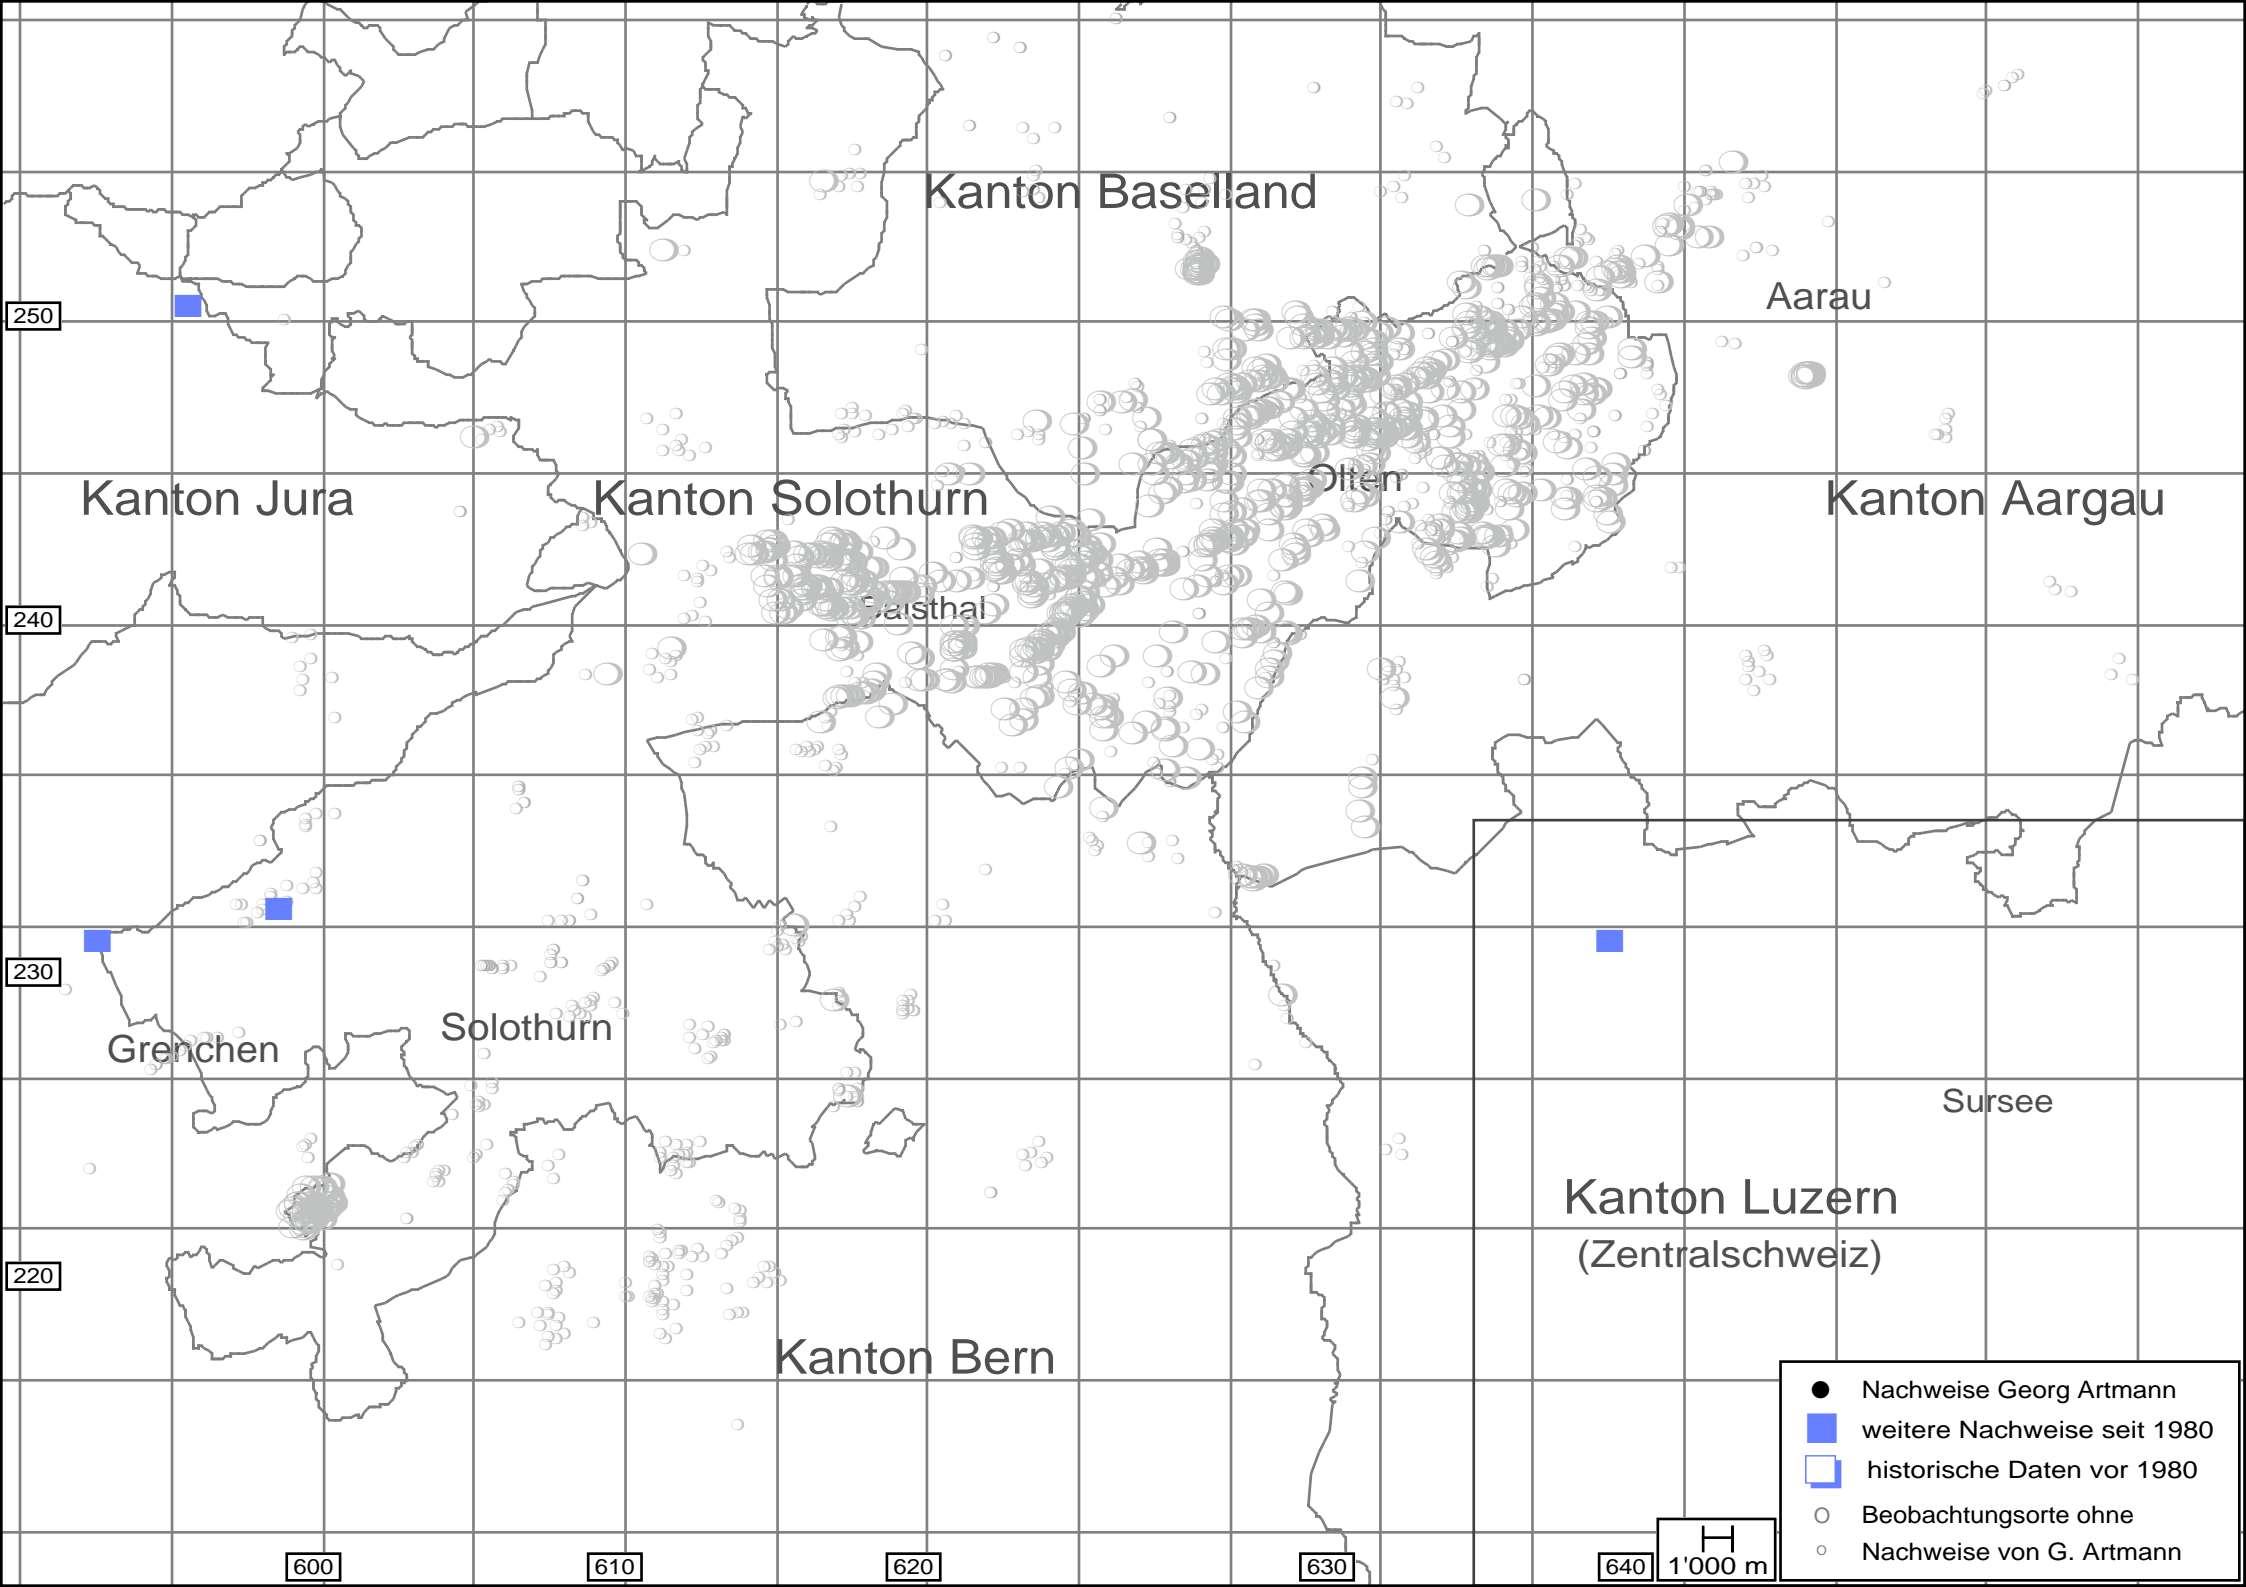 Kanton Baselland
Aarau
250
Olten
Kanton Jura
Kanton Solothurn
Kanton Aargau
Balsthal
240
230
Solothurn
Grenchen
Sursee
Kanton Luzern
(Zentralschweiz)
220
Kanton Bern
Nachweise Georg Artmann
weitere Nachweise seit 1980
historische Daten vor 1980
Beobachtungsorte ohne
Nachweise von G. Artmann
600
610
620
630
640
1'000 m